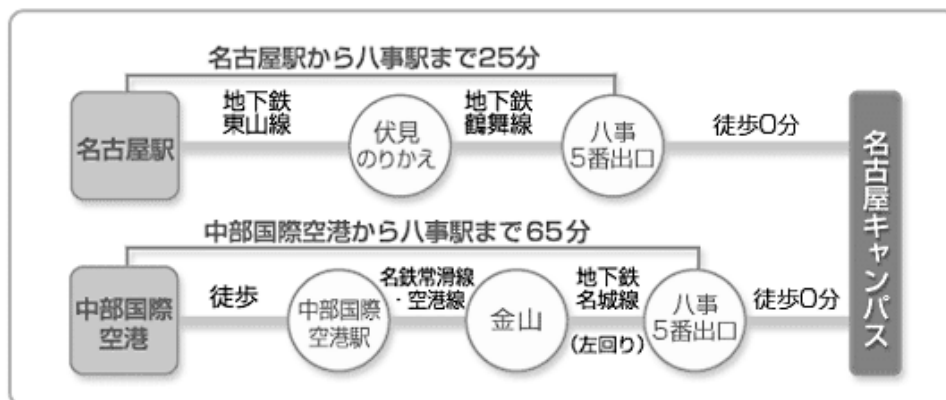 名古屋駅から八事駅まで25分
名古屋駅
地下鉄
東山線
伏見
のりかえ
地下鉄
鶴舞線
八事
5番出口
徒歩0分
中部国際空港から八事駅まで65分
中部国際
空港
徒歩
中部国際
空港駅
名鉄常滑線
・空港線
金山
地下鉄
名城線
(左回り)
八事
5番出口
徒歩0分
名古屋キャンパス